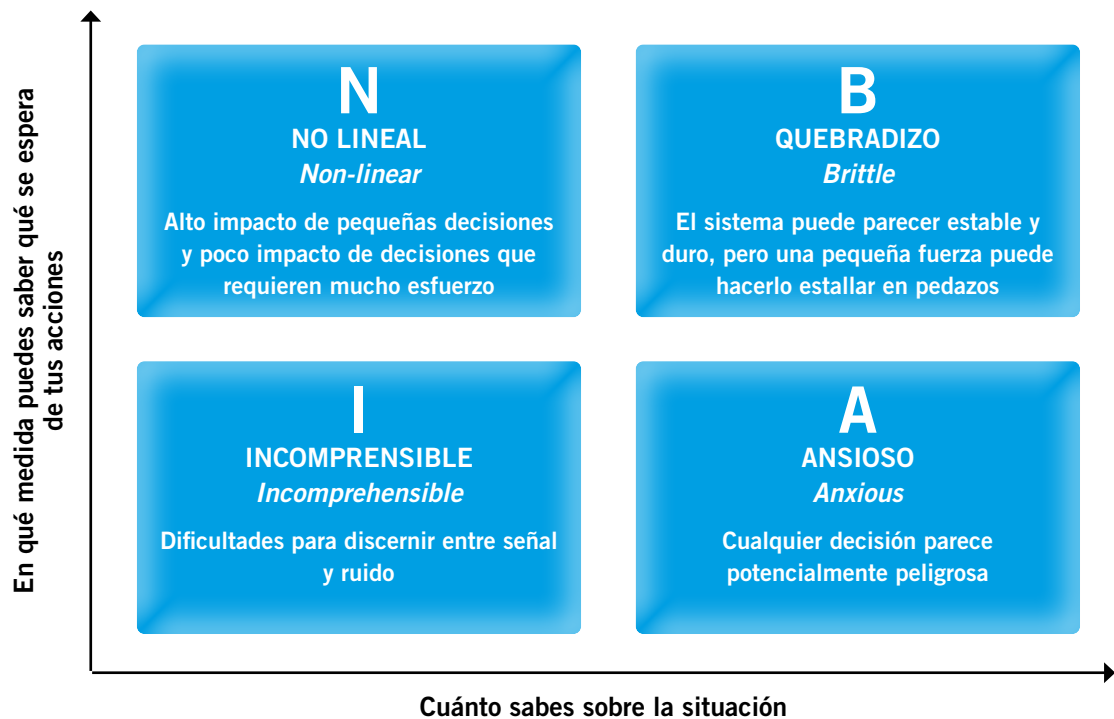 En qué medida puedes saber qué se espera
de tus acciones
N
NO LINEAL
Non-linear
Alto impacto de pequeñas decisiones
y poco impacto de decisiones que
requieren mucho esfuerzo
B
QUEBRADIZO
Brittle
El sistema puede parecer estable y
duro, pero una pequeña fuerza puede
hacerlo estallar en pedazos
I
INCOMPRENSIBLE
Incomprehensible
Dificultades para discernir entre señal
y ruido
A
ANSIOSO
Anxious
Cualquier decisión parece
potencialmente peligrosa
Cuánto sabes sobre la situación